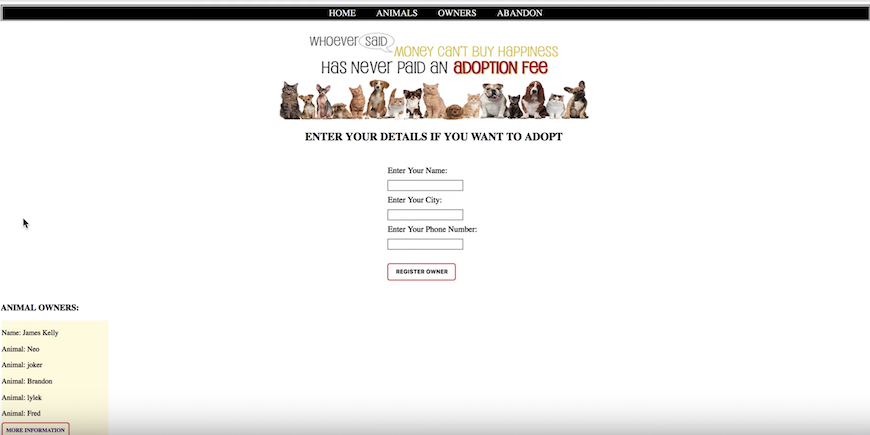 HOME ANIMALS OWNERS ABANDON
WHOEVER SAID
MONEY CAN'T BUY HAPPINESS
HAS NEVER PAID AN ADOPTION FEE
ENTER YOUR DETAILS IF YOU WANT TO ADOPT
Enter Your Name:
Enter Your City:
Enter Your Phone Number:
REGISTER OWNER
ANIMAL OWNERS:
Name: James Kelly
Animal: Neo
Animal: joker
Animal: Brandon
Animal: lylek
Animal: Fred
MORE INFORMATION